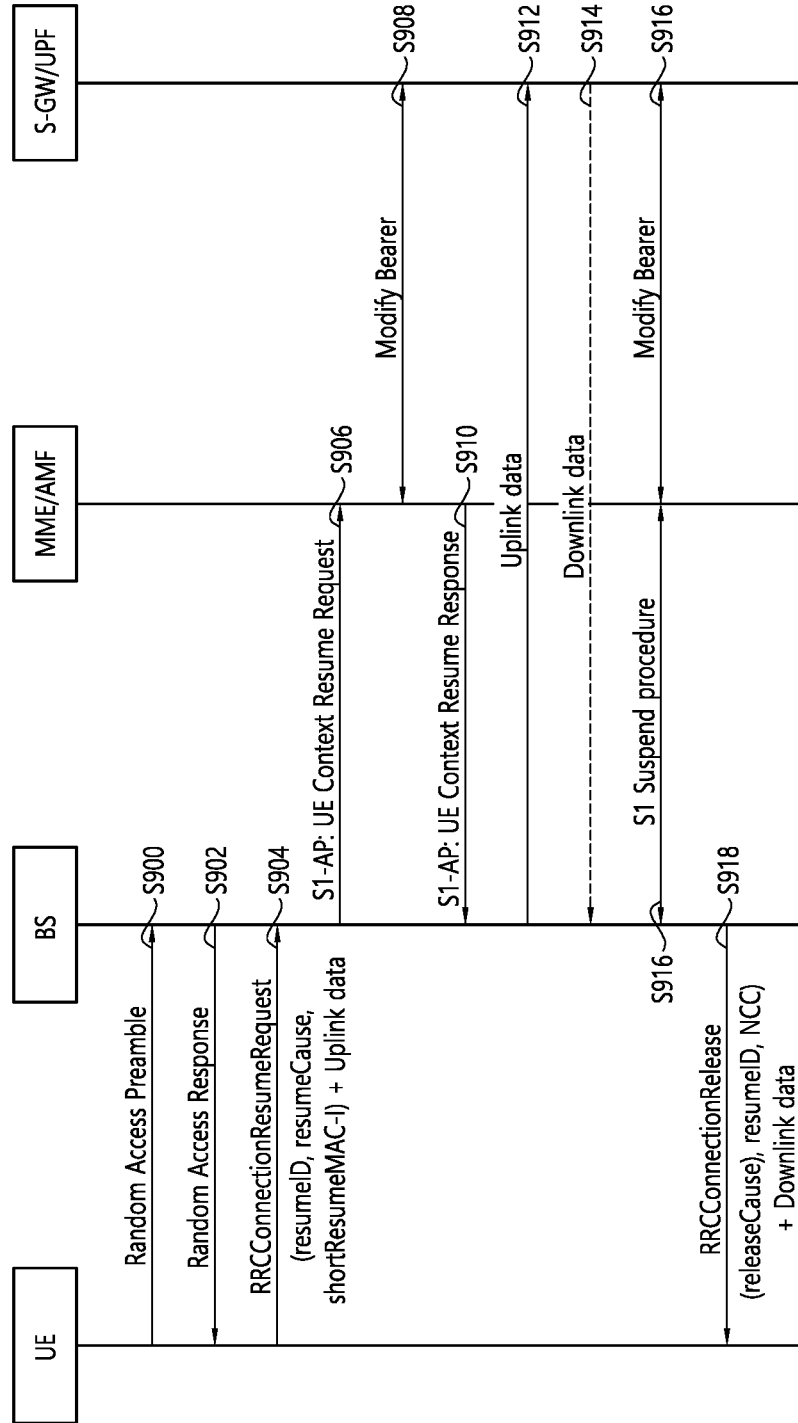 UE
BS
MME/AMF
S-GW/UPF
Random Access Preamble
S900
Random Access Response
S902
RRCConnectionResumeRequest
(resumeID, resumeCause,
shortResumeMAC-I) + Uplink data
S904
S1-AP: UE Context Resume Request
S906
Modify Bearer
S908
S1-AP: UE Context Resume Response
S910
Uplink data
S912
Downlink data
S914
S916
S1 Suspend procedure
Modify Bearer
S916
RRCConnectionRelease
(releaseCause), resumeID, NCC)
+ Downlink data
S918